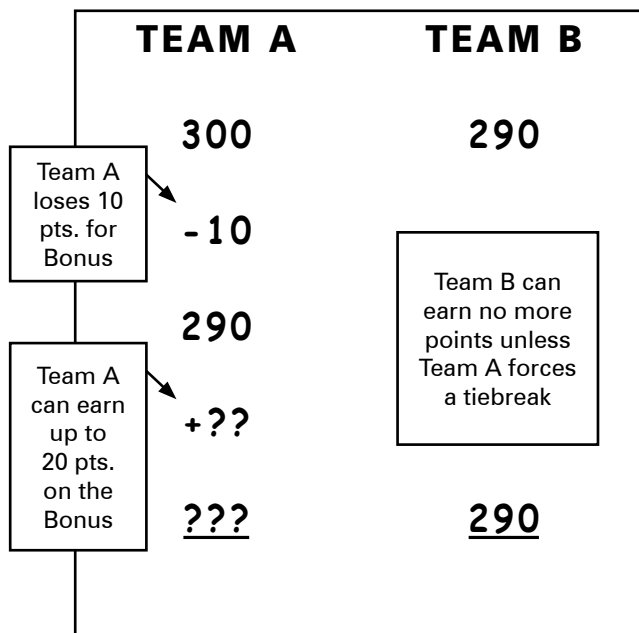 TEAM A TEAM B
300 290
Team A
loses 10
pts. for
Bonus
-10
290
Team B can
earn no more
points unless
Team A forces
a tiebreak
Team A
can earn
up to
20 pts.
on the
Bonus
+??
??? 290